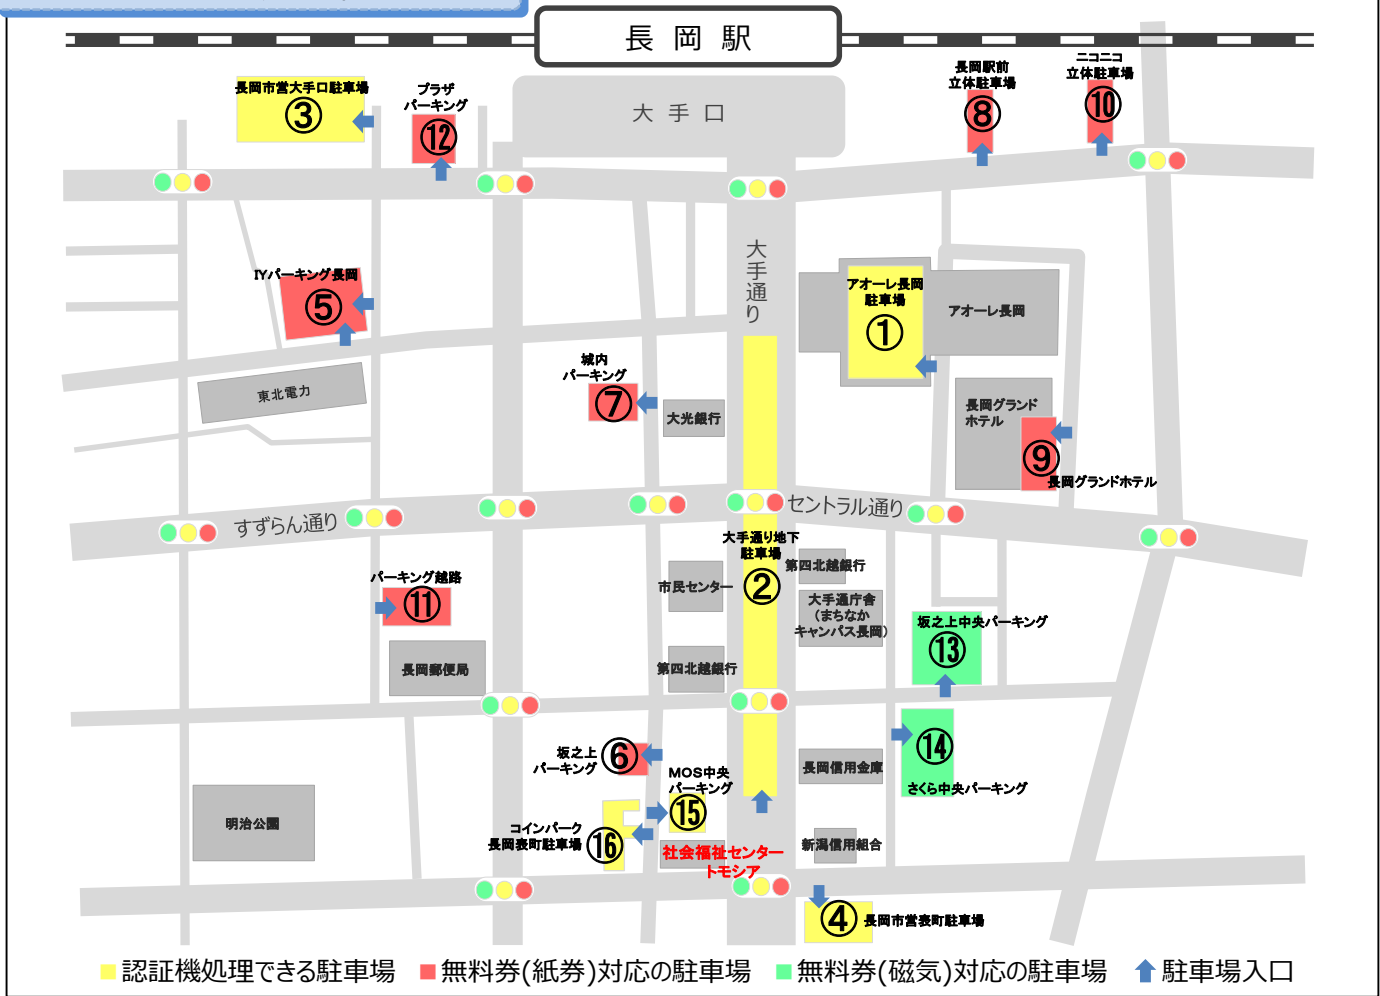 長岡駅
大手口
長岡市営大手口駐車場
③
プラザ
パーキング
⑫
長岡駅前
立体駐車場
⑧
ニコニコ
立体駐車場
⑩
大手通り
IYパーキング長岡
⑤
アオーレ長岡
駐車場
①
アオーレ長岡
東北電力
城内
パーキング
⑦
大光銀行
長岡グランド
ホテル
⑨
長岡グランドホテル
すずらん通り
セントラル通り
大手通り地下
駐車場
②
パーキング越路
⑪
市民センター
第四北越銀行
大手通庁舎
(まちなか
キャンパス長岡)
坂之上中央パーキング
⑬
長岡郵便局
第四北越銀行
坂之上
パーキング
⑥
MOS中央
パーキング
⑮
長岡信用金庫
⑭
さくら中央パーキング
明治公園
コインパーク
長岡表町駐車場
⑯
社会福祉センター
トモシア
新潟信用組合
④
長岡市営表町駐車場
認証機処理できる駐車場
無料券(紙券)対応の駐車場
無料券(磁気)対応の駐車場
駐車場入口